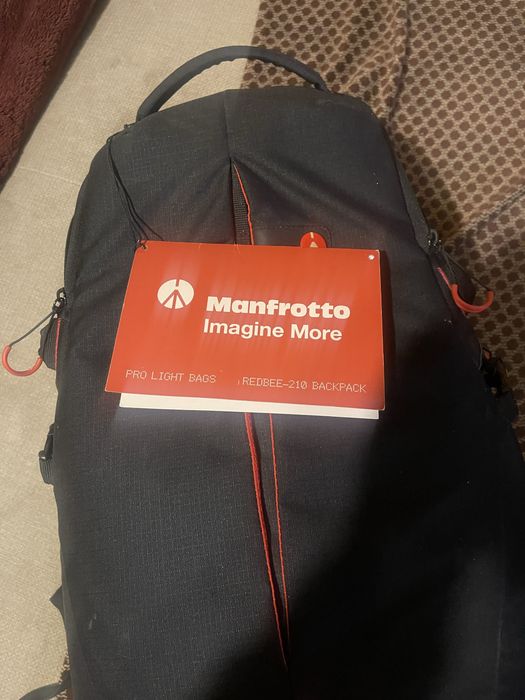 Manfrotto
Imagine More
PRO LIGHT BAGS REDBEE-210 BACKPACK